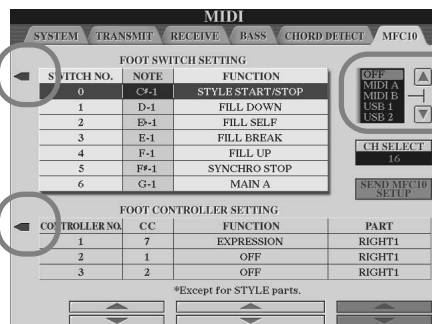 MIDI
SYSTEM TRANSMIT RECEIVE BASS CHORD DETECT MFC10
FOOT SWITCH SETTING
SWITCH NO. NOTE FUNCTION
0 C#-1 STYLE START/STOP
1 D-1 FILL DOWN
2 E♭-1 FILL SELF
3 E-1 FILL BREAK
4 F-1 FILL UP
5 F#-1 SYNCHRO STOP
6 G-1 MAIN A
OFF
MIDI A
MIDI B
USB 1
USB 2
CH SELECT
16
SEND MFC10
SETUP
FOOT CONTROLLER SETTING
CONTROLLER NO. CC FUNCTION PART
1 7 EXPRESSION RIGHT1
2 1 OFF RIGHT1
3 2 OFF RIGHT1
*Except for STYLE parts.